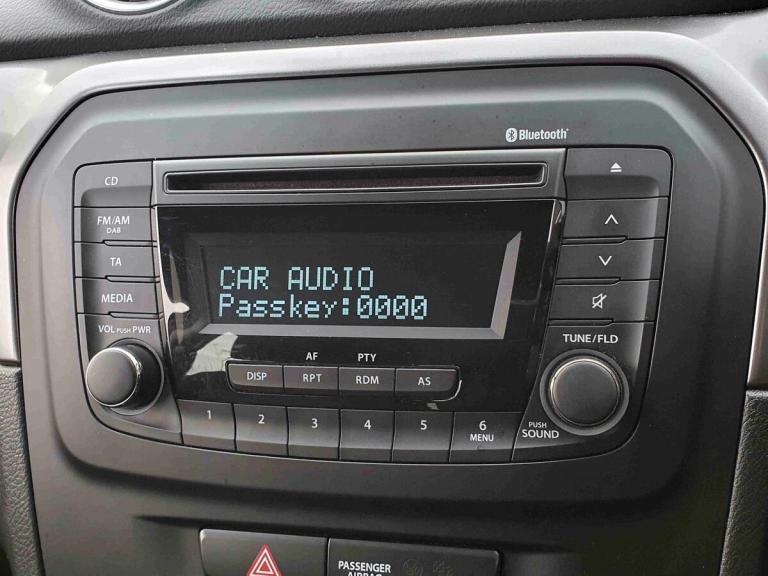 Bluetooth
CD
FM/AM
DAB
TA
MEDIA
VOL PUSH PWR
CAR AUDIO
Passkey:0000
TUNE/FLD
AF PTY
DISP RPT RDM AS
1 2 3 4 5 6
MENU
PUSH
SOUND
PASSENGER
AIRBAG